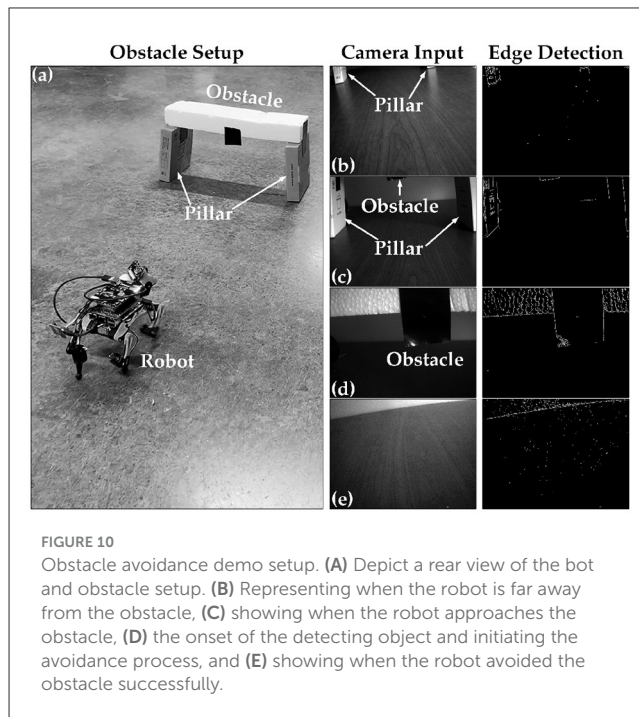 Obstacle Setup
Camera Input
Edge Detection
(a)
Obstacle
Pillar
Robot
Pillar
(b)
Obstacle
Pillar
(c)
Obstacle
(d)
(e)
FIGURE 10
Obstacle avoidance demo setup. (A) Depict a rear view of the bot
and obstacle setup. (B) Representing when the robot is far away
from the obstacle, (C) showing when the robot approaches the
obstacle, (D) the onset of the detecting object and initiating the
avoidance process, and (E) showing when the robot avoided the
obstacle successfully.